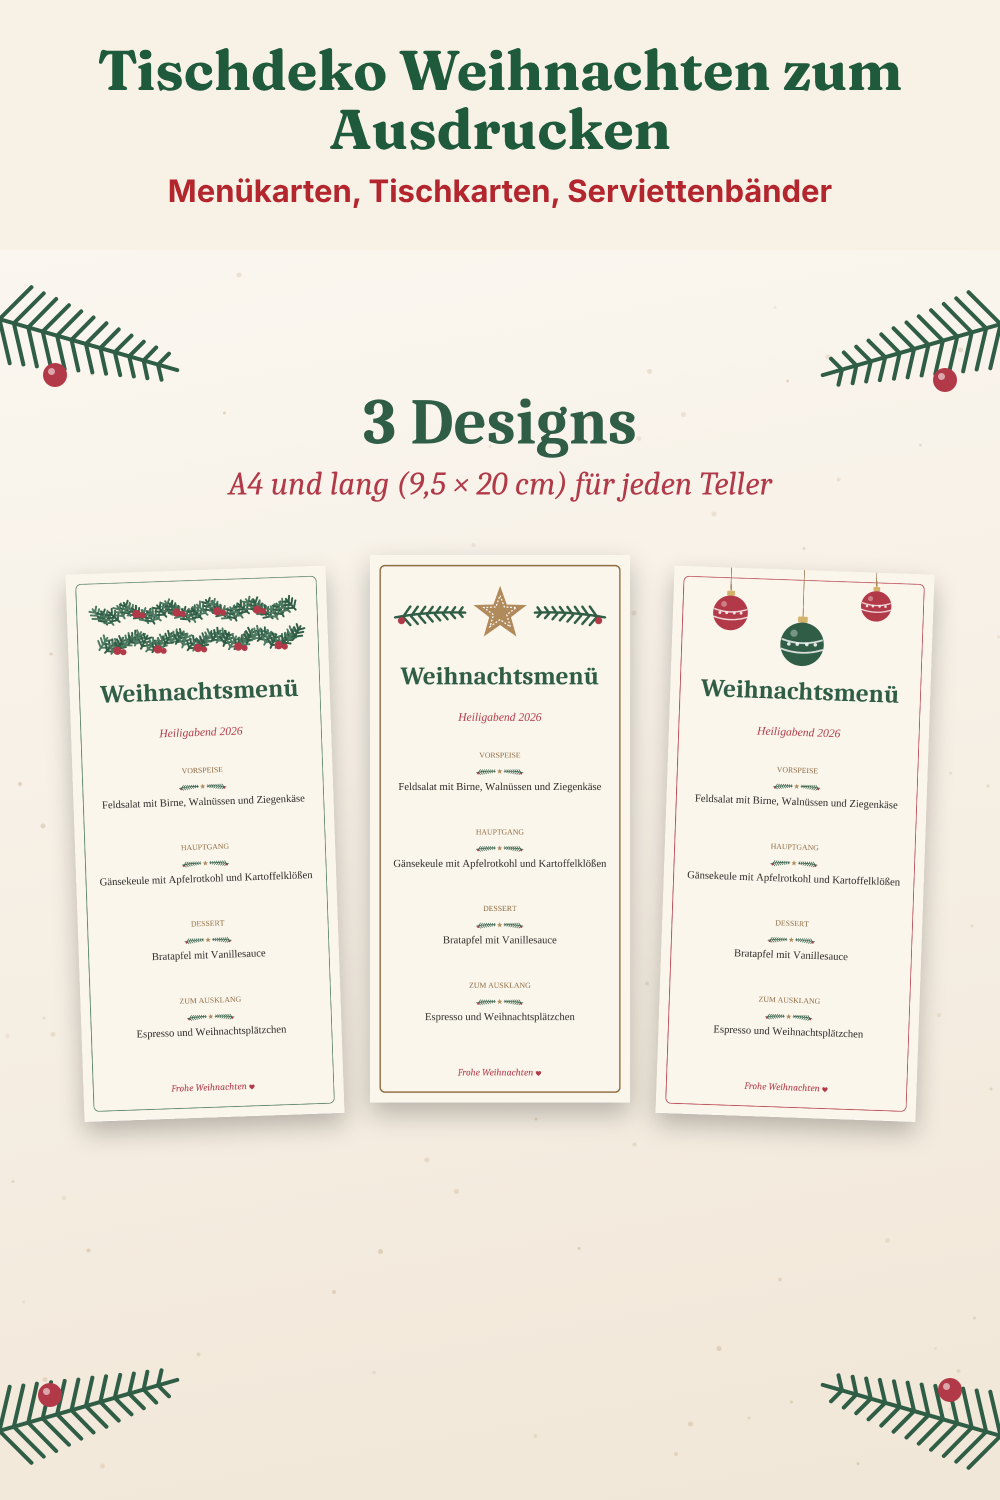 Tischdeko Weihnachten zum
Ausdrucken
Menükarten, Tischkarten, Serviettenbänder
3 Designs
A4 und lang (9,5 × 20 cm) für jeden Teller
Weihnachtsmenü
Heiligabend 2026
VORSPEISE
Feldsalat mit Birne, Walnüssen und Ziegenkäse
HAUPTGANG
Gänsekeule mit Apfelrotkohl und Kartoffelklößen
DESSERT
Bratapfel mit Vanillesauce
ZUM AUSKLANG
Espresso und Weihnachtsplätzchen
Frohe Weihnachten ♥
Weihnachtsmenü
Heiligabend 2026
VORSPEISE
Feldsalat mit Birne, Walnüssen und Ziegenkäse
HAUPTGANG
Gänsekeule mit Apfelrotkohl und Kartoffelklößen
DESSERT
Bratapfel mit Vanillesauce
ZUM AUSKLANG
Espresso und Weihnachtsplätzchen
Frohe Weihnachten ♥
Weihnachtsmenü
Heiligabend 2026
VORSPEISE
Feldsalat mit Birne, Walnüssen und Ziegenkäse
HAUPTGANG
Gänsekeule mit Apfelrotkohl und Kartoffelklößen
DESSERT
Bratapfel mit Vanillesauce
ZUM AUSKLANG
Espresso und Weihnachtsplätzchen
Frohe Weihnachten ♥